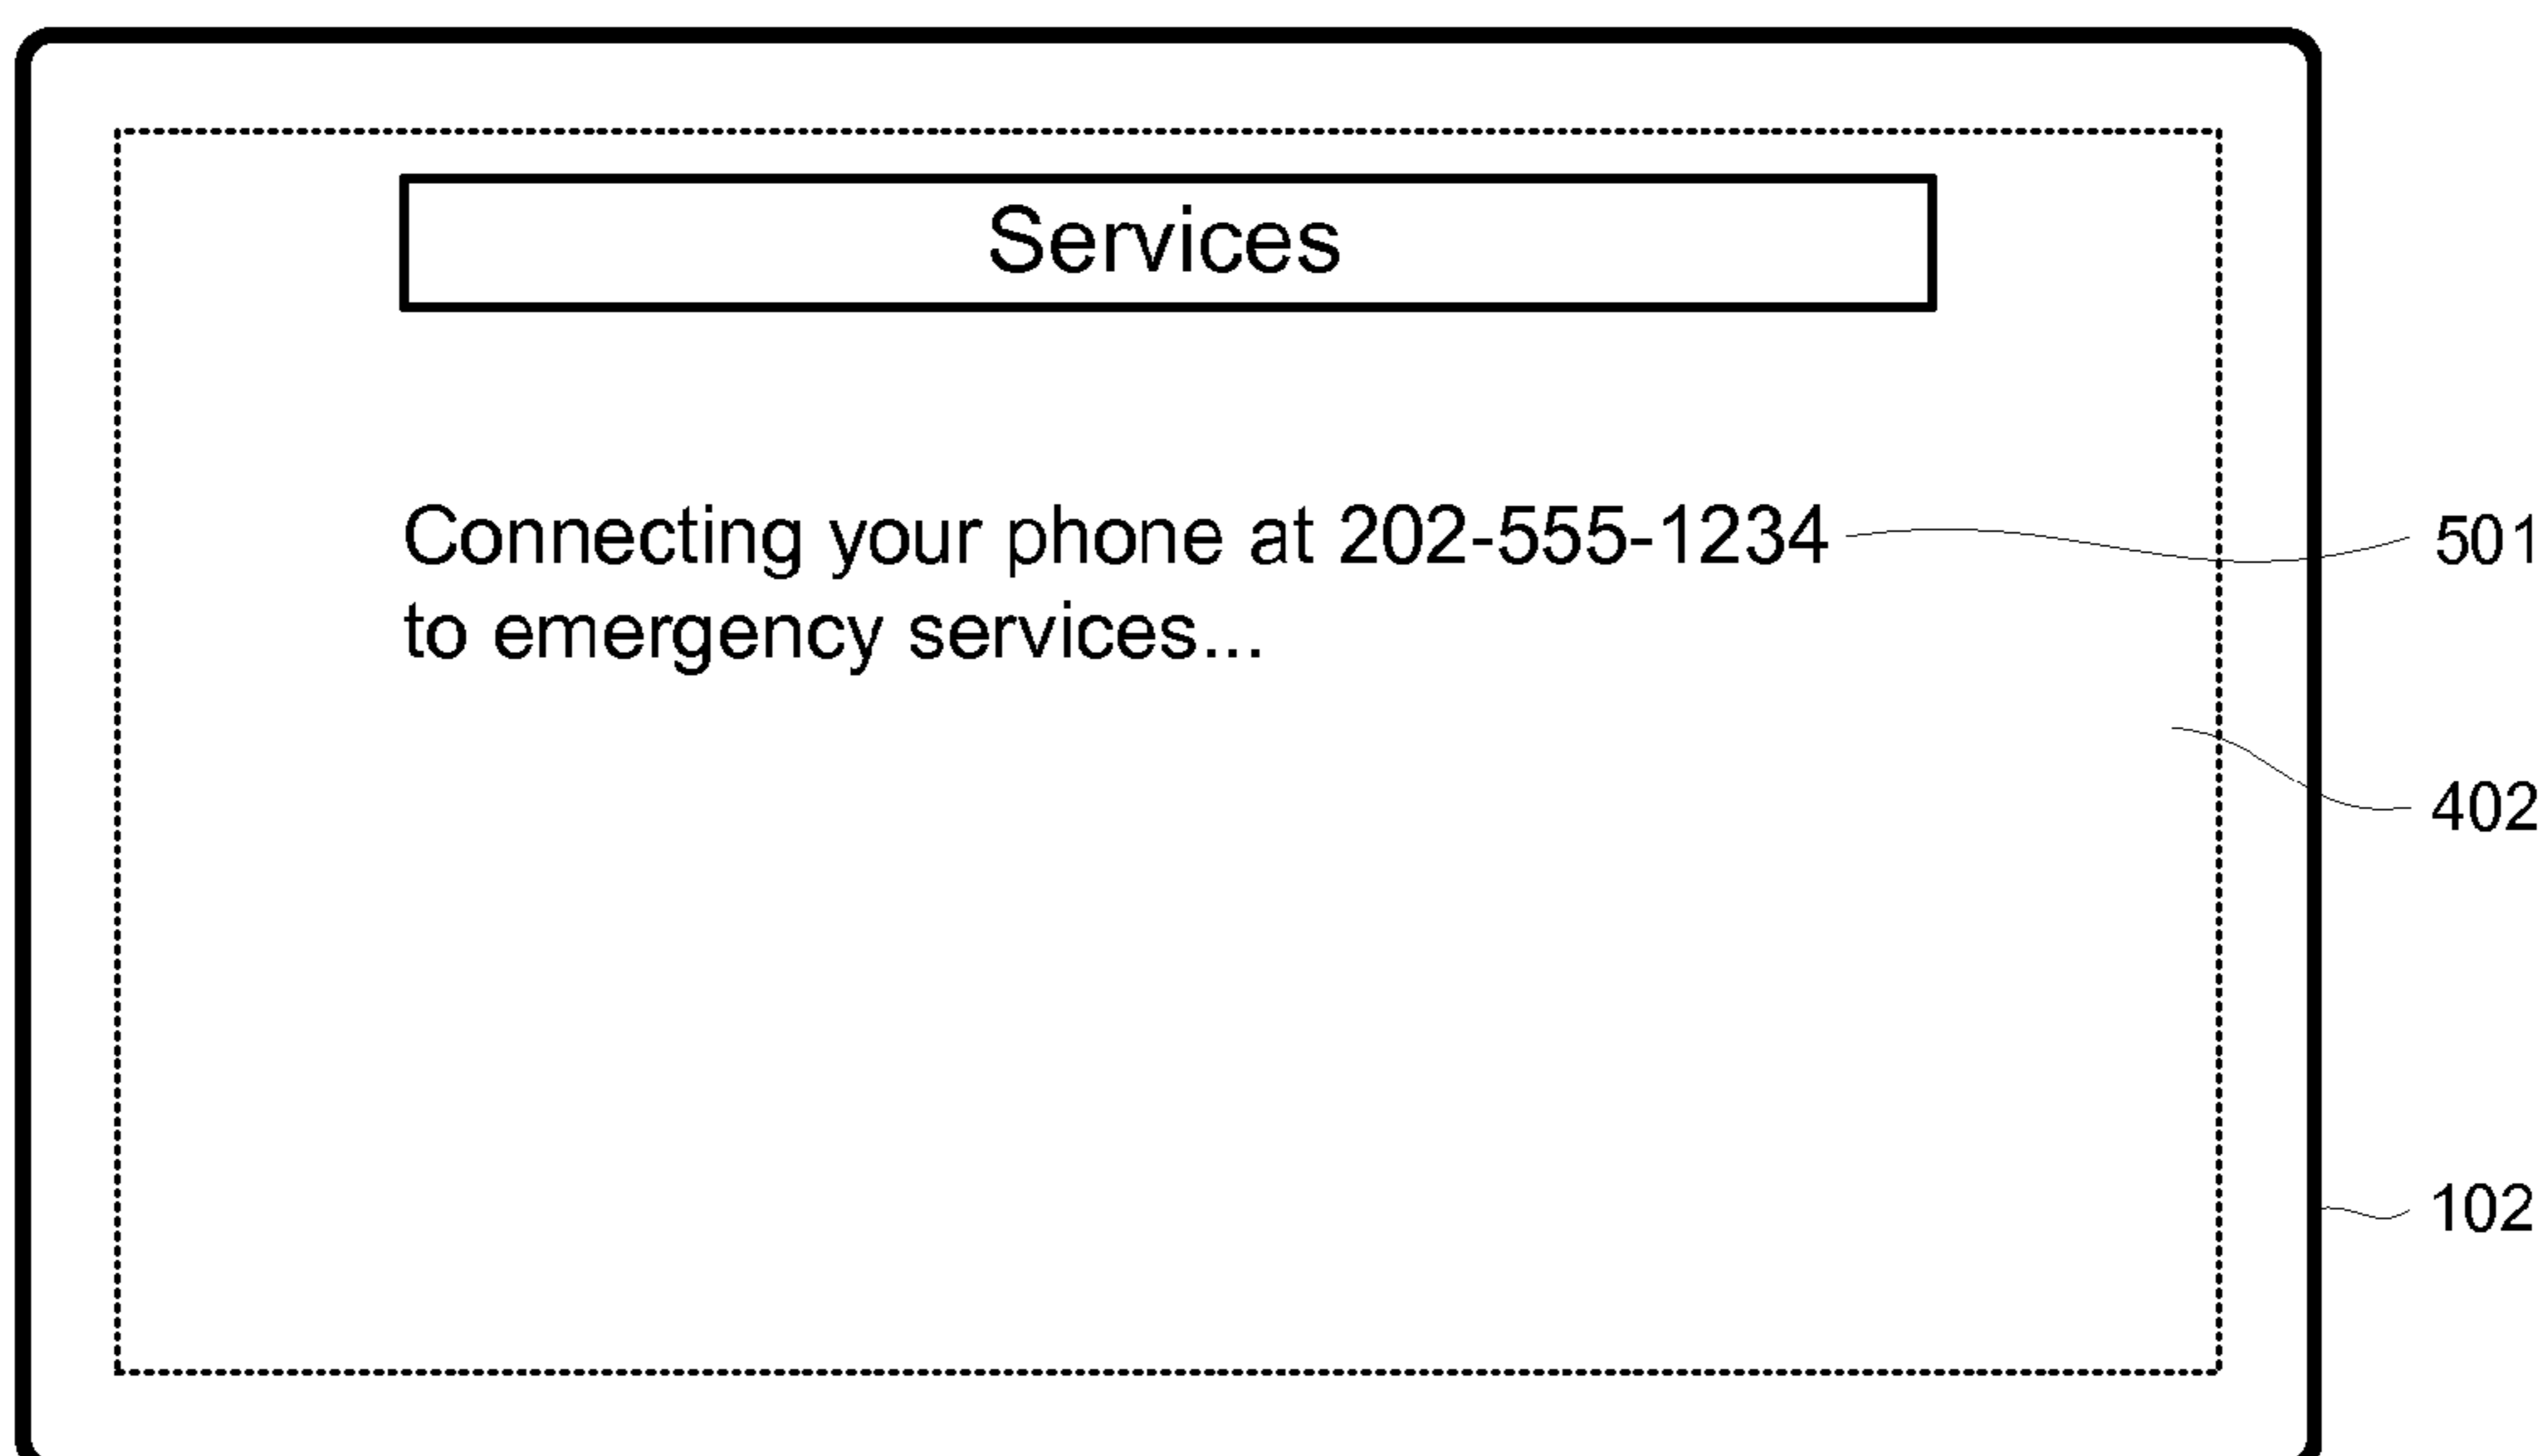 Services
Connecting your phone at 202-555-1234
to emergency services...
501
402
102